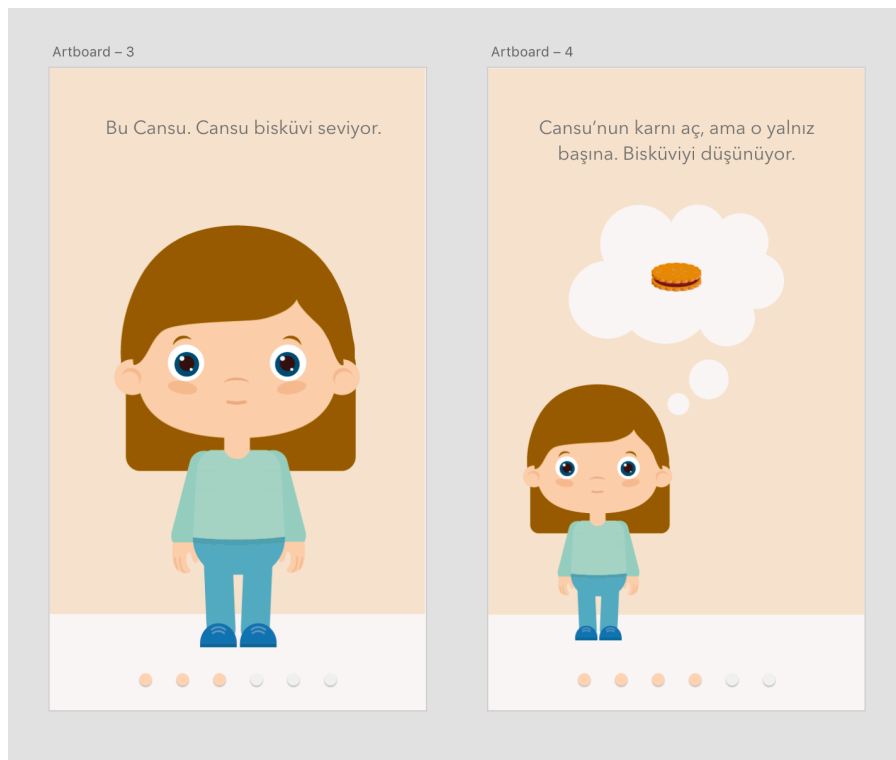 Artboard – 3
Bu Cansu. Cansu bisküvi seviyor.
Artboard – 4
Cansu’nun karnı aç, ama o yalnız
başına. Bisküviyi düşünüyor.